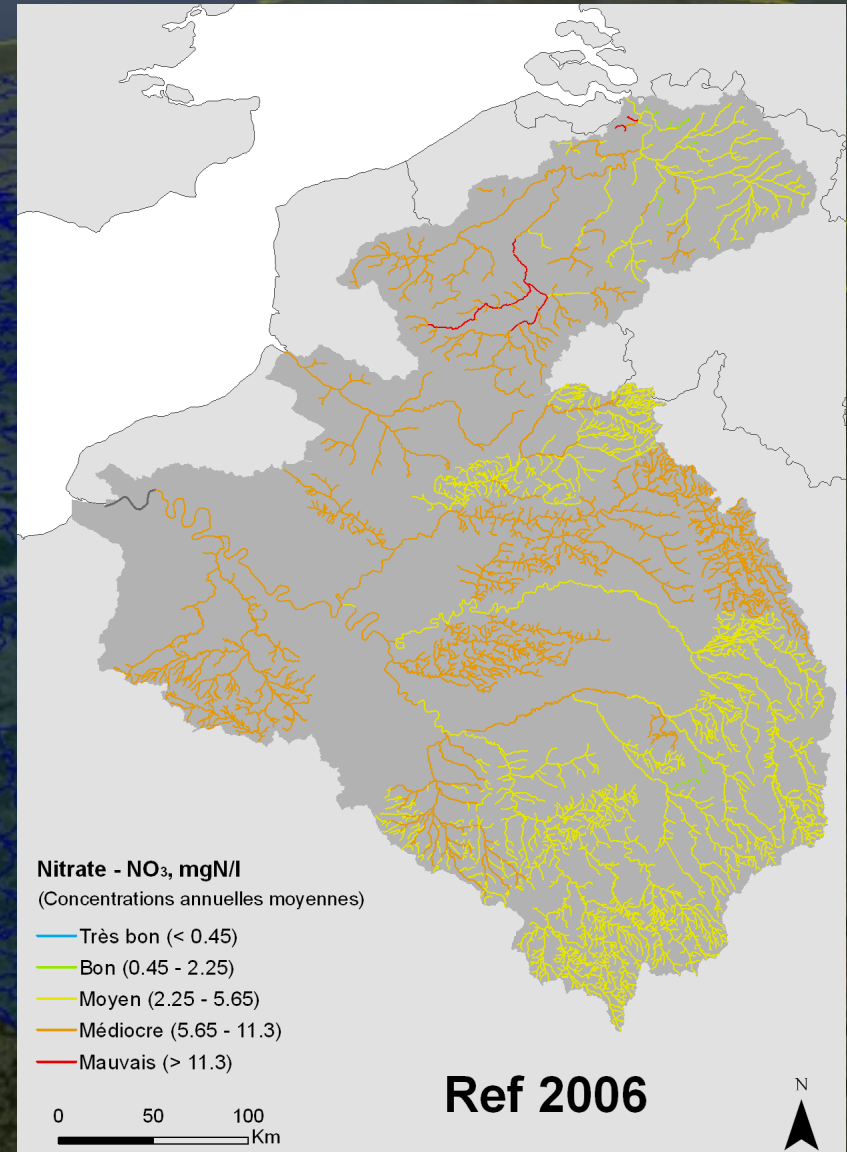 Nitrate - NO₃, mgN/l
(Concentrations annuelles moyennes)
Très bon (< 0.45)
Bon (0.45 - 2.25)
Moyen (2.25 - 5.65)
Médiocre (5.65 - 11.3)
Mauvais (> 11.3)
Ref 2006
N
0 50 100
Km